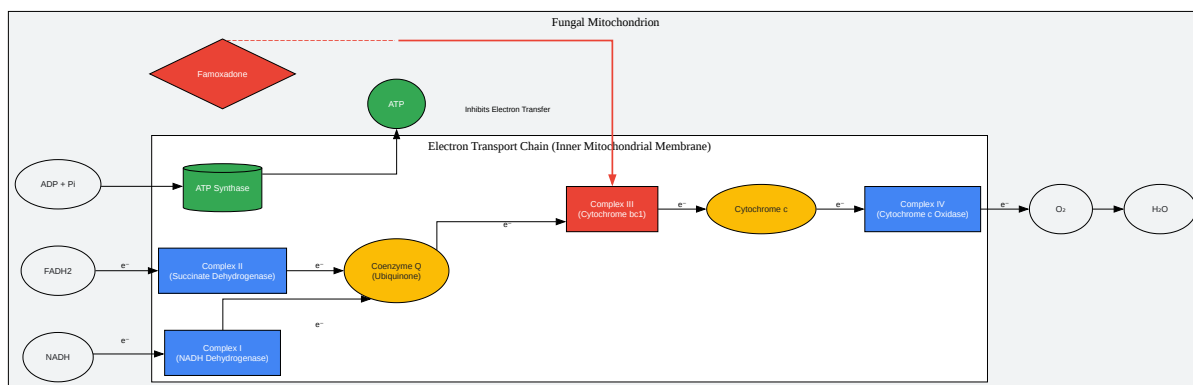 Fungal Mitochondrion
Famoxadone
ATP
Inhibits Electron Transfer
Electron Transport Chain (Inner Mitochondrial Membrane)
ADP + Pi
ATP Synthase
Complex III
(Cytochrome bc1)
e⁻
Cytochrome c
e⁻
Complex IV
(Cytochrome c Oxidase)
e⁻
O₂
H₂O
e⁻
FADH2
e⁻
Complex II
(Succinate Dehydrogenase)
e⁻
Coenzyme Q
(Ubiquinone)
e⁻
NADH
e⁻
Complex I
(NADH Dehydrogenase)